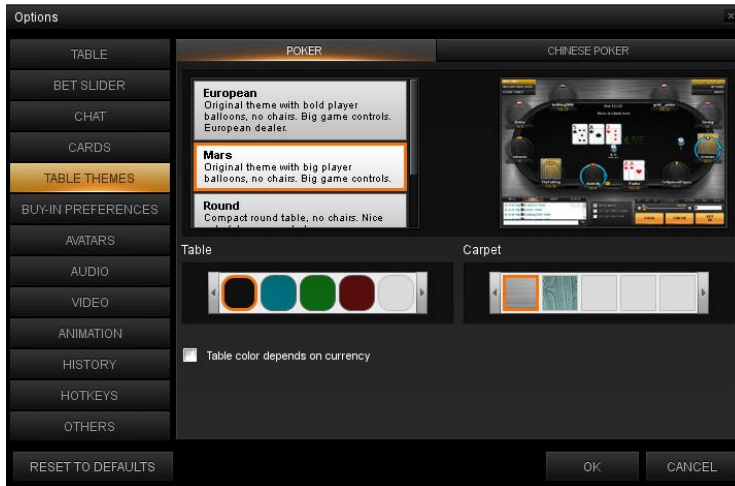 Options
TABLE
BET SLIDER
CHAT
CARDS
TABLE THEMES
BUY-IN PREFERENCES
AVATARS
AUDIO
VIDEO
ANIMATION
HISTORY
HOTKEYS
OTHERS
POKER
CHINESE POKER
European
Original theme with bold player
balloons, no chairs. Big game controls.
European dealer.
Mars
Original theme with big player
balloons, no chairs. Big game controls.
Round
Compact round table, no chairs. Nice
Table
Carpet
Table color depends on currency
RESET TO DEFAULTS
OK
CANCEL